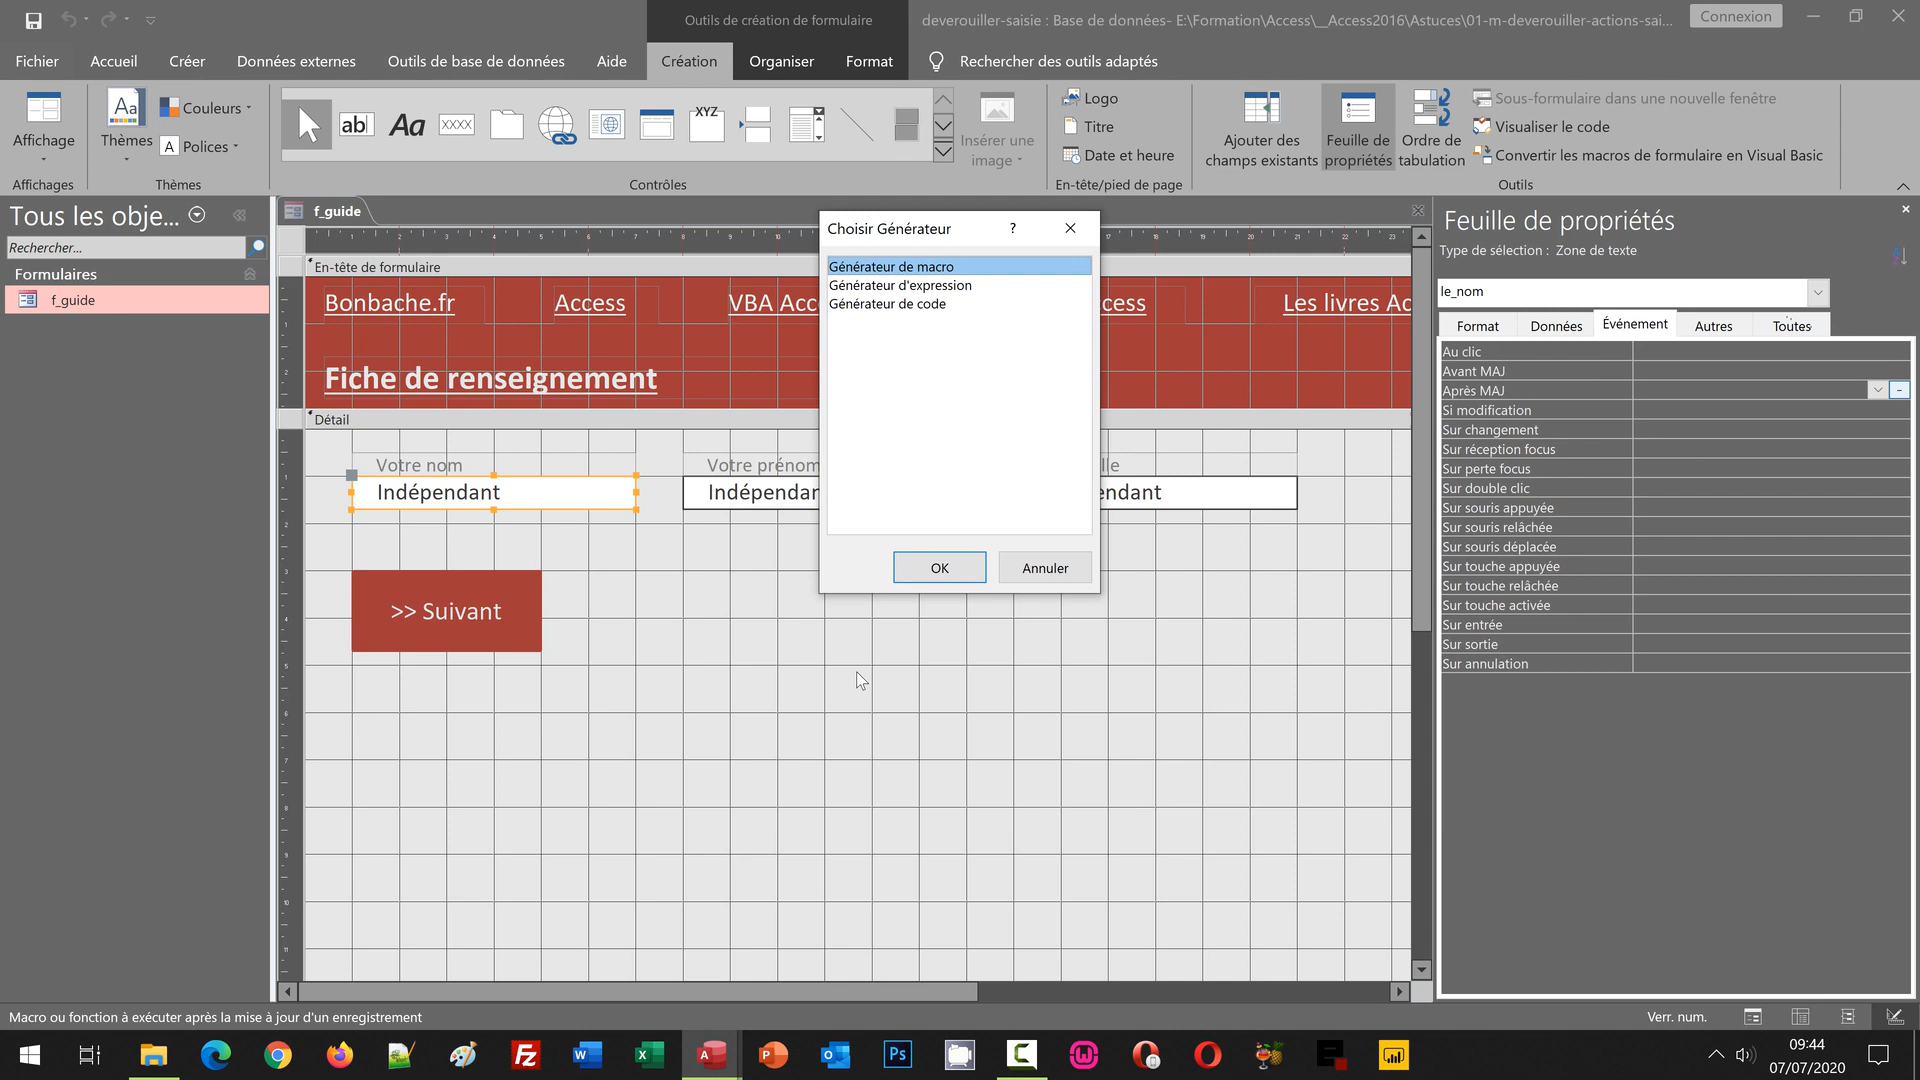 Outils de création de formulaire
deverouiller-saisie : Base de données- E:\Formation\Access\__Access2016\Astuces\01-m-deverouiller-actions-sai...
Connexion
Fichier
Accueil
Créer
Données externes
Outils de base de données
Aide
Création
Organiser
Format
Rechercher des outils adaptés
Affichage
Affichages
Aa
Thèmes
Couleurs
A Polices
Thèmes
ab
Aa
XXXX
XYZ
Contrôles
Insérer une image
Logo
Titre
Date et heure
En-tête/pied de page
Ajouter des champs existants
Feuille de propriétés
Ordre de tabulation
Sous-formulaire dans une nouvelle fenêtre
Visualiser le code
Convertir les macros de formulaire en Visual Basic
Outils
Tous les obje...
Rechercher...
Formulaires
f_guide
f_guide
En-tête de formulaire
Bonbache.fr
Access
VBA Acc
cess
Les livres Ac
Fiche de renseignement
Détail
Votre nom
Votre prénom
lle
Indépendant
Indépendan
endant
>> Suivant
Choisir Générateur
?
Générateur de macro
Générateur d'expression
Générateur de code
OK
Annuler
Feuille de propriétés
Type de sélection : Zone de texte
le_nom
Format
Données
Événement
Autres
Toutes
Au clic
Avant MAJ
Après MAJ
Si modification
Sur changement
Sur réception focus
Sur perte focus
Sur double clic
Sur souris appuyée
Sur souris relâchée
Sur souris déplacée
Sur touche appuyée
Sur touche relâchée
Sur touche activée
Sur entrée
Sur sortie
Sur annulation
Macro ou fonction à exécuter après la mise à jour d'un enregistrement
Verr. num.
09:44
07/07/2020